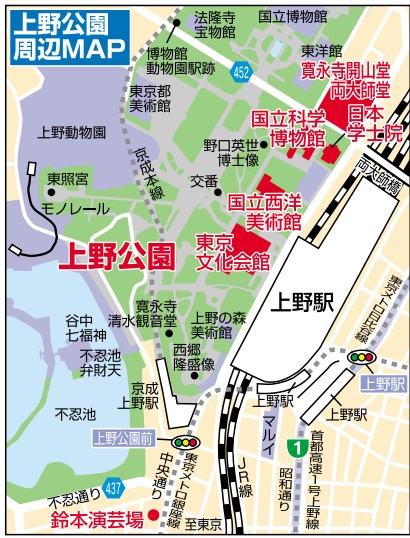 上野公園
周辺MAP
法隆寺
宝物館
国立博物館
博物館
動物園駅跡
東洋館
452
寛永寺開山堂
両大師堂
東京都
美術館
国立科学
博物館
日本
学士院
上野動物園
野口英世
博士像
京成本線
両大師橋
東照宮
交番
モノレール
国立西洋
美術館
上野公園
東京
文化会館
東京メトロ日比谷線
上野駅
寛永寺
清水観音堂
上野の森
美術館
谷中
七福神
不忍池
弁財天
西郷
隆盛像
上野駅
京成
上野駅
上野駅
上野駅
不忍池
上野公園前
マルイ
1
首都高速1号上野線
昭和通り
JR線
東京メトロ銀座線
中央通り
不忍通り
437
鈴本演芸場
至東京